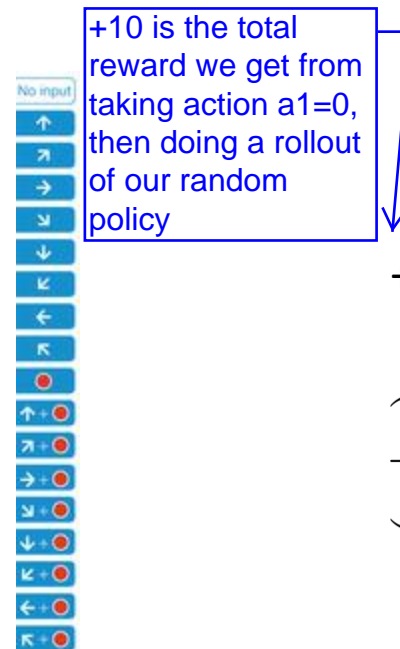 +10 is the total
reward we get from
taking action a1=0,
then doing a rollout
of our random
policy
No input
↑
↗
→
↘
↓
↙
←
↖
↑+
↗+
→+
↘+
↓+
↙+
←+
↖+